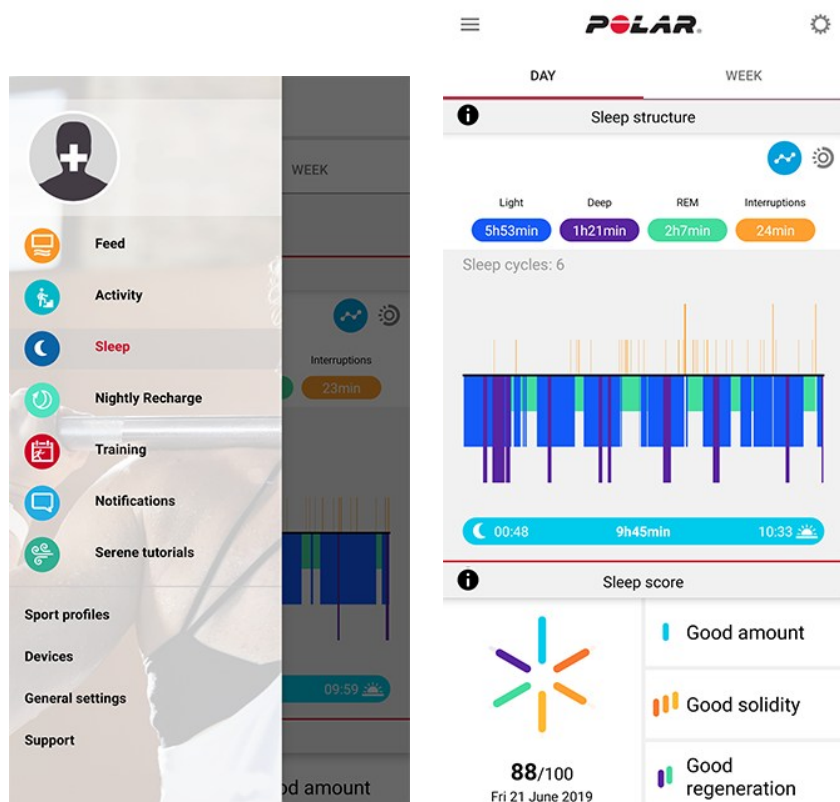 WEEK
Feed
Activity
Sleep
Interruptions
Nightly Recharge
23min
Training
Notifications
Serene tutorials
Sport profiles
Devices
General settings
09:59
Support
od amount
POLAR.
DAY WEEK
Sleep structure
Light Deep REM Interruptions
5h53min 1h21min 2h7min 24min
Sleep cycles: 6
00:48 9h45min 10:33
Sleep score
Good amount
Good solidity
88/100
Fri 21 June 2019
Good
regeneration